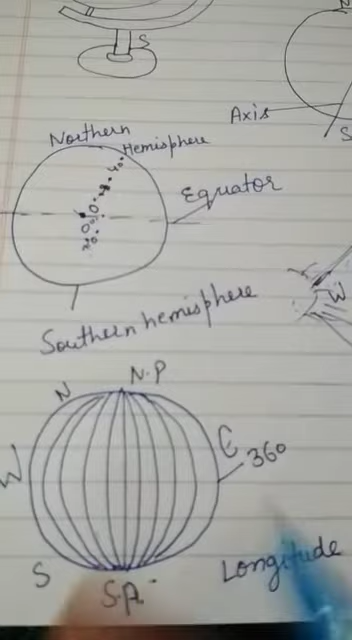 S
N
Axis
S
Northern
Hemisphere
Equator
Southern hemisphere
W
N.P
N
E
360
W
S
S.P.
Longitude